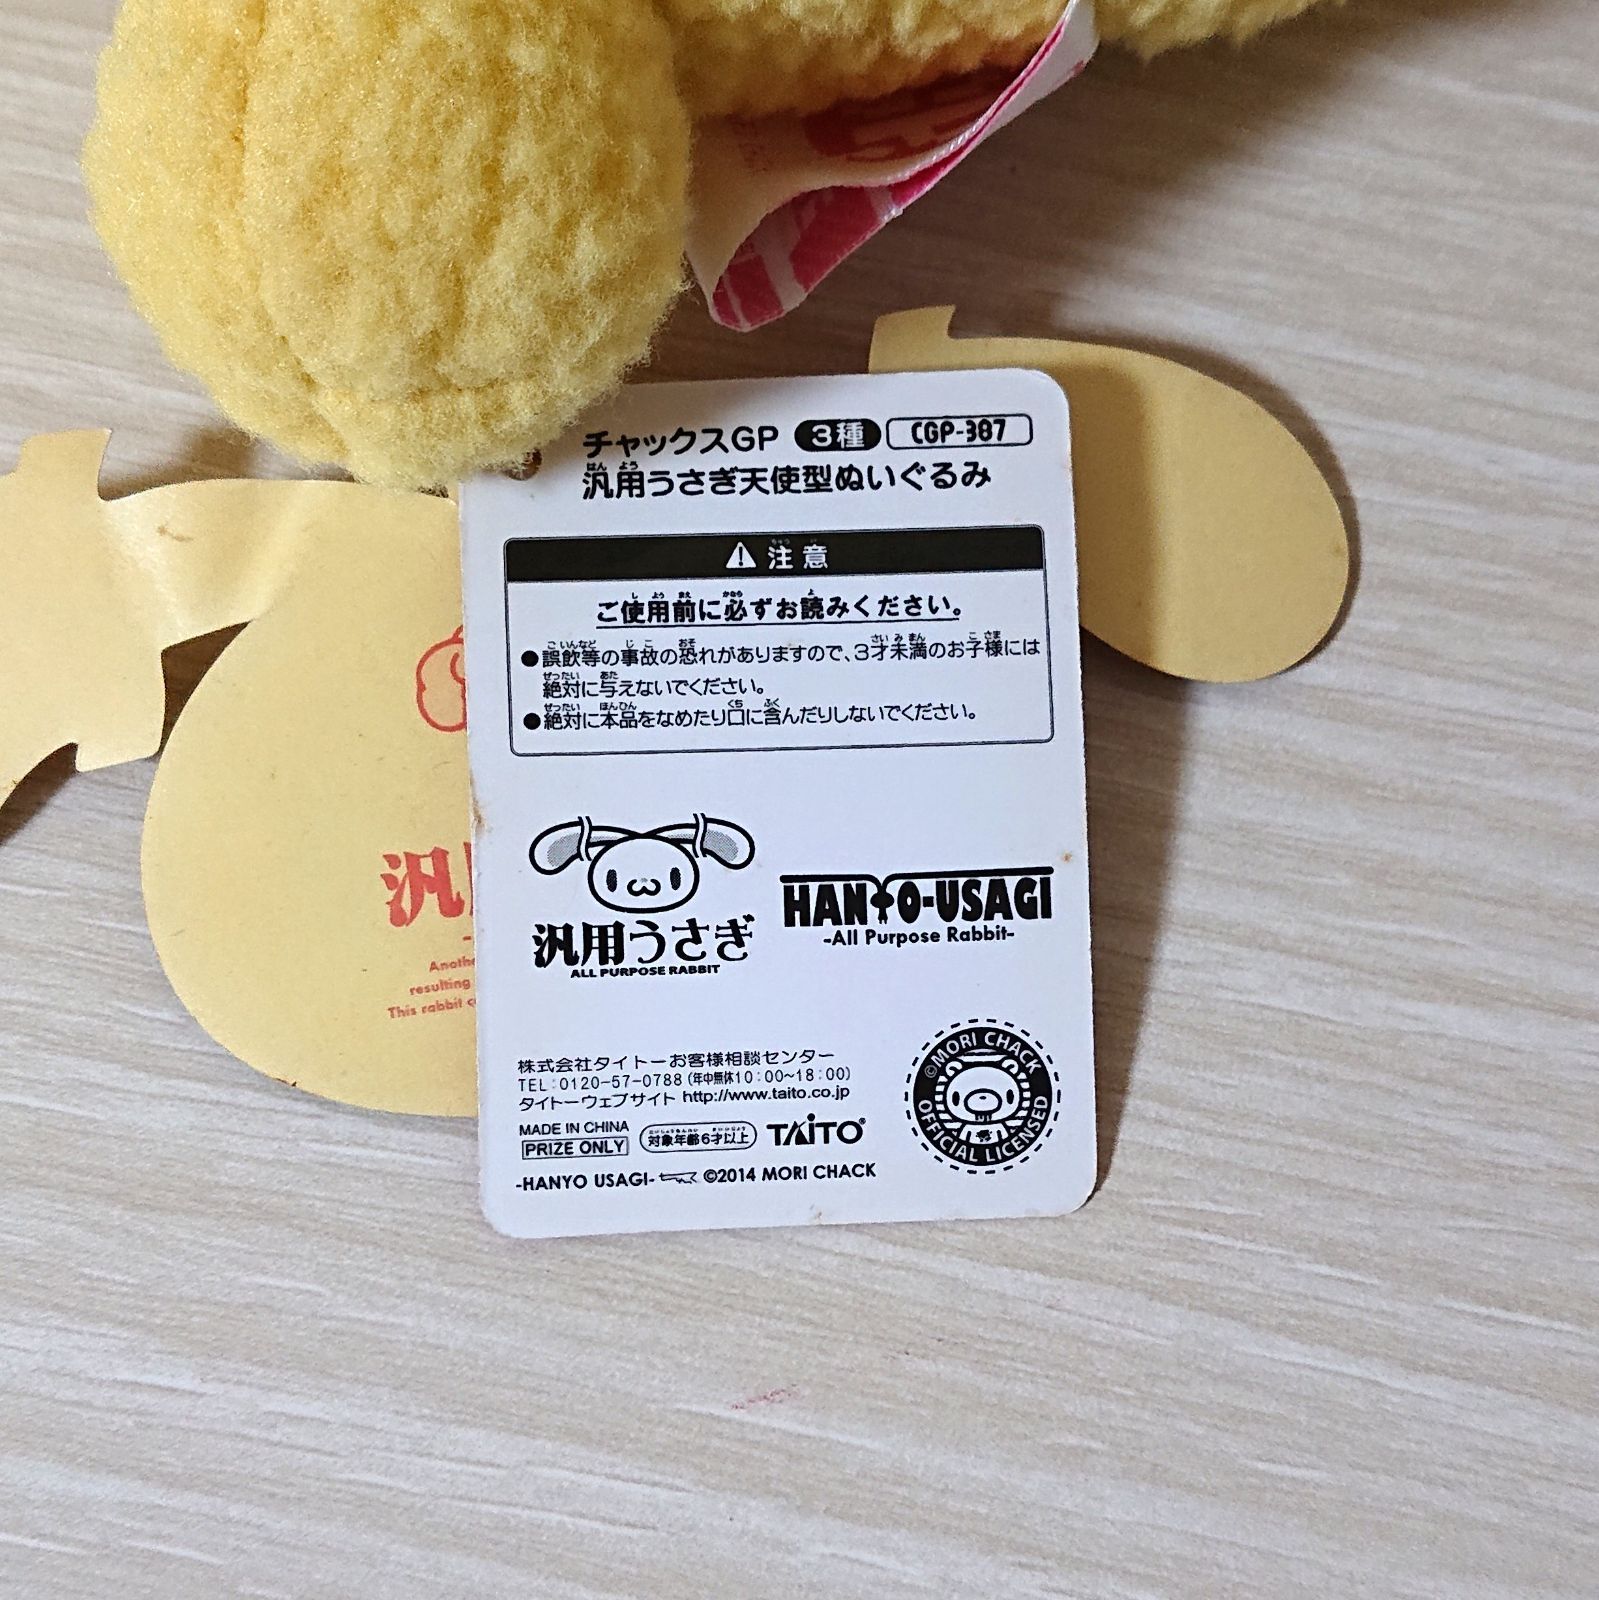 チャックスGP 3種 CGP-387
汎用うさぎ天使型ぬいぐるみ
注意
ご使用前に必ずお読みください。
●誤飲等の事故の恐れがありますので、3才未満のお子様には
絶対に与えないでください。
●絶対に本品をなめたり口に含んだりしないでください。
汎用うさぎ
ALL PURPOSE RABBIT
HANYO-USAGI
-All Purpose Rabbit-
株式会社タイトーお客様相談センター
TEL:0120-57-0788(年中無休10:00~18:00)
タイトーウェブサイト http://www.taito.co.jp
MADE IN CHINA
PRIZE ONLY 対象年齢6才以上 TAITO®
-HANYO USAGI- ©2014 MORI CHACK
©MORI CHACK
OFFICIAL LICENSED
汎
resulting
This rabbit